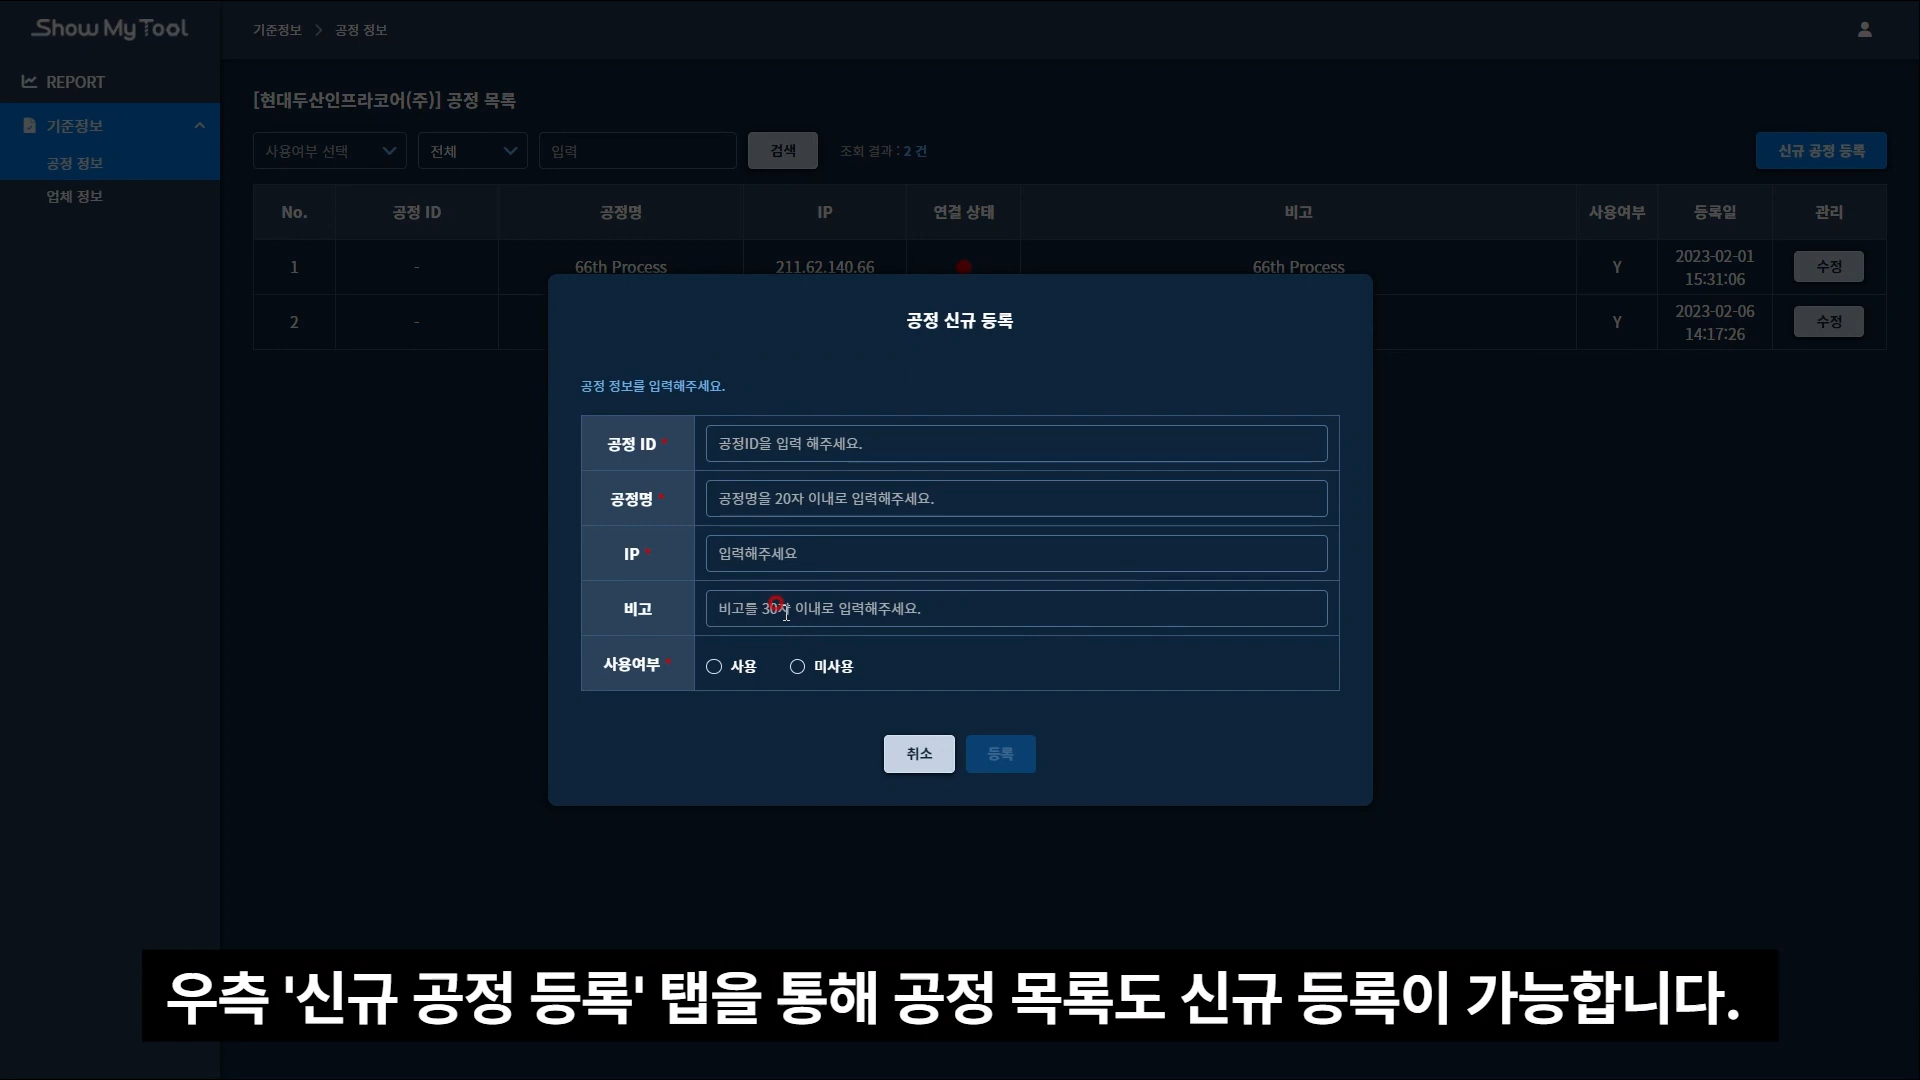 Show My Tool
기준정보 > 공정 정보
REPORT
기준정보
공정 정보
업체 정보
[현대두산인프라코어(주)] 공정 목록
사용여부 선택 전체 입력 검색 조회 결과 : 2 건 신규 공정 등록
No. 공정 ID 공정명 IP 연결 상태 비고 사용여부 등록일 관리
1 - 66th Process 211.62.140.66 66th Process Y 2023-02-01 15:31:06 수정
2 - Y 2023-02-06 14:17:26 수정
공정 신규 등록
공정 정보를 입력해주세요.
공정 ID * 공정ID을 입력 해주세요.
공정명 * 공정명을 20자 이내로 입력해주세요.
IP * 입력해주세요
비고 비고를 30자 이내로 입력해주세요.
사용여부 * 사용 미사용
취소 등록
우측 '신규 공정 등록' 탭을 통해 공정 목록도 신규 등록이 가능합니다.